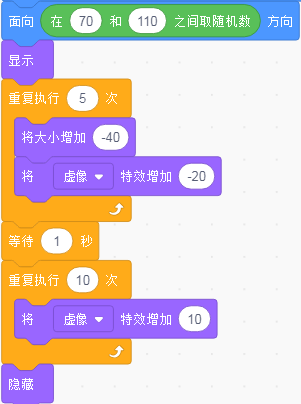 面向 在 70 和 110 之间取随机数 方向
显示
重复执行 5 次
将大小增加 -40
将 虚像 特效增加 -20
等待 1 秒
重复执行 10 次
将 虚像 特效增加 10
隐藏